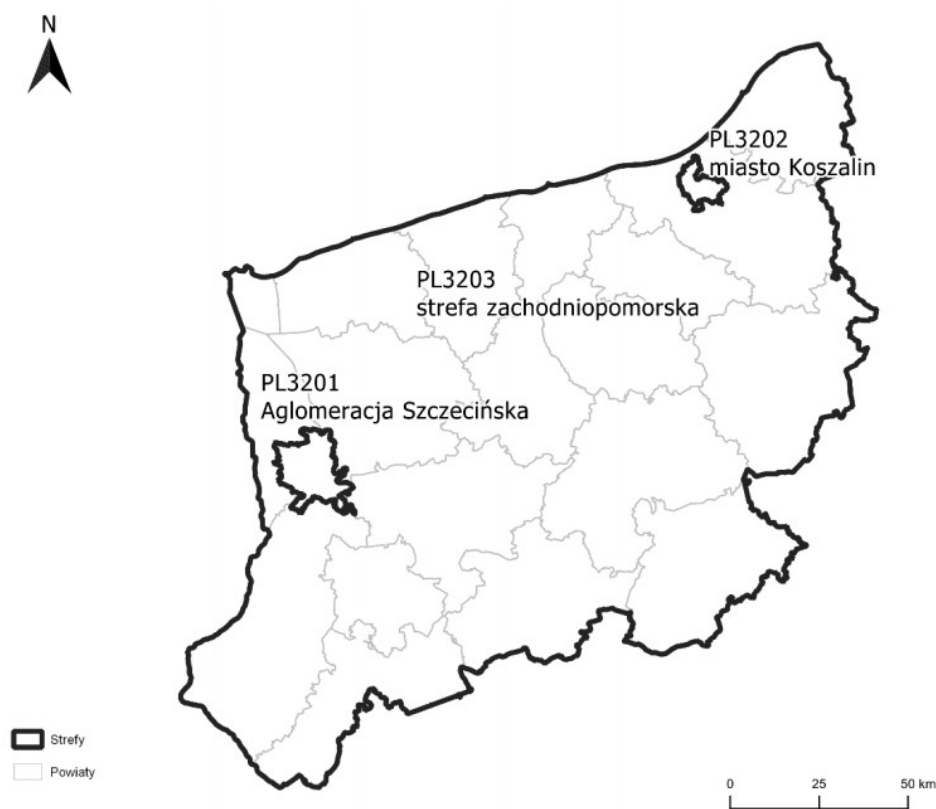 N
PL3202
miasto Koszalin
PL3203
strefa zachodniopomorska
PL3201
Aglomeracja Szczecińska
Strefy
Powiaty
0 25 50 km